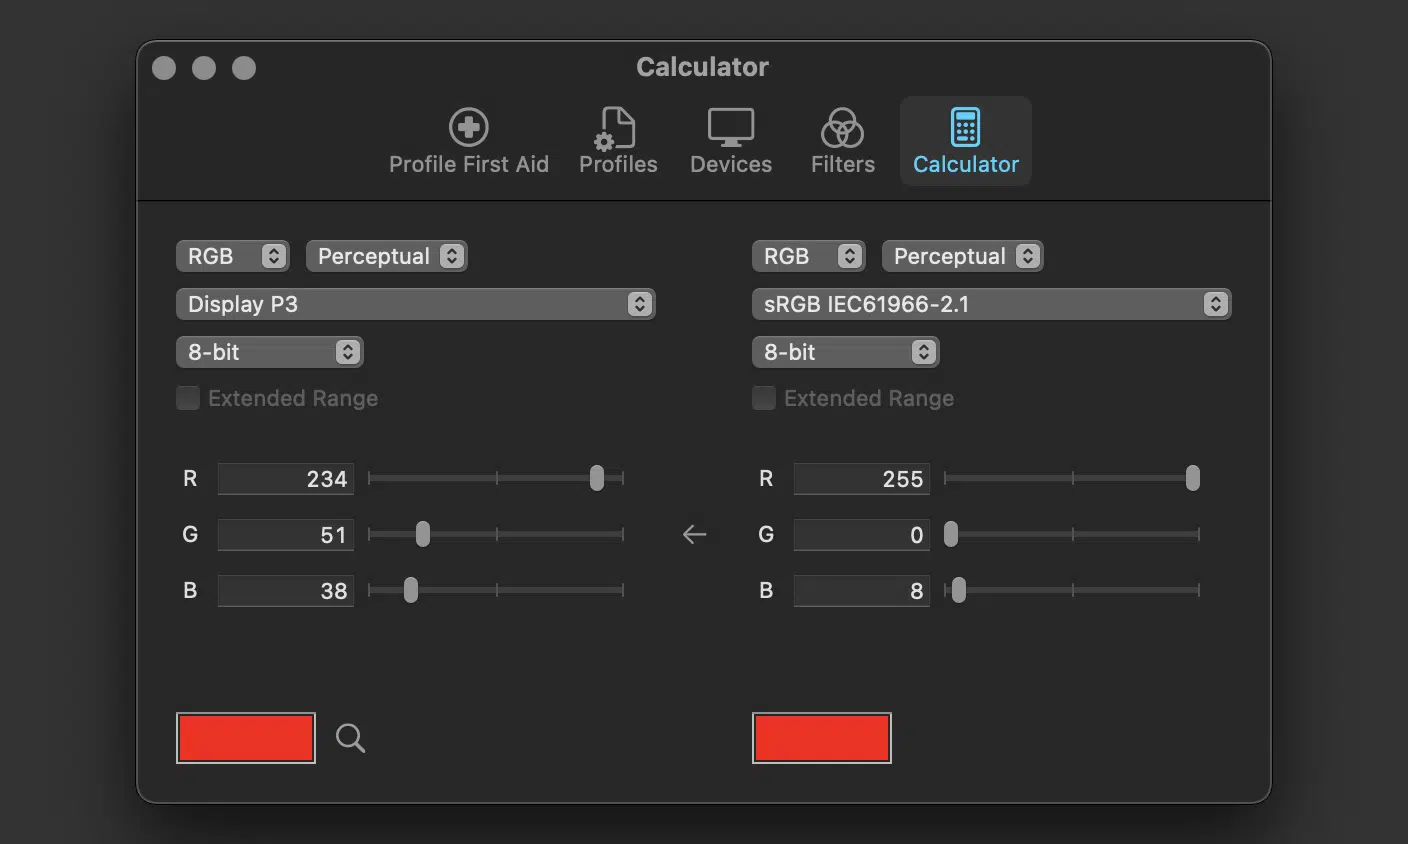 Calculator
Profile First Aid
Profiles
Devices
Filters
Calculator
RGB
Perceptual
Display P3
8-bit
Extended Range
R 234
G 51
B 38
RGB
Perceptual
sRGB IEC61966-2.1
8-bit
Extended Range
R 255
G 0
B 8